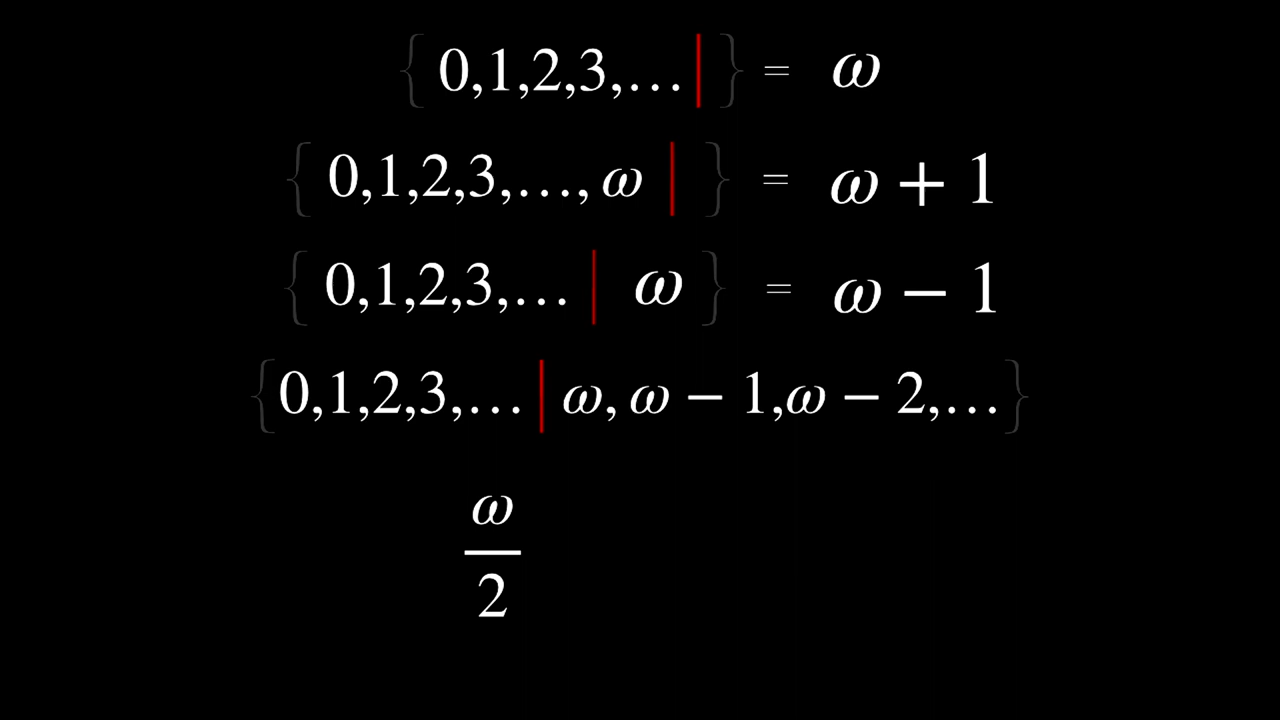 { 0,1,2,3,…| } = ω
{ 0,1,2,3,…, ω | } = ω + 1
{ 0,1,2,3,… | ω } = ω − 1
{0,1,2,3,…| ω, ω − 1,ω − 2,…}
ω
2